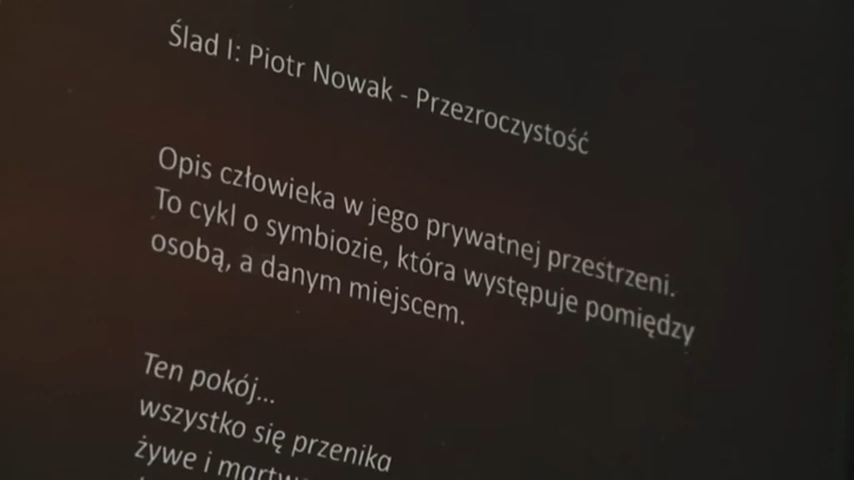 Ślad I: Piotr Nowak - Przezroczystość
Opis człowieka w jego prywatnej przestrzeni.
To cykl o symbiozie, która występuje pomiędzy
osobą, a danym miejscem.
Ten pokój...
wszystko się przenika
żywe i